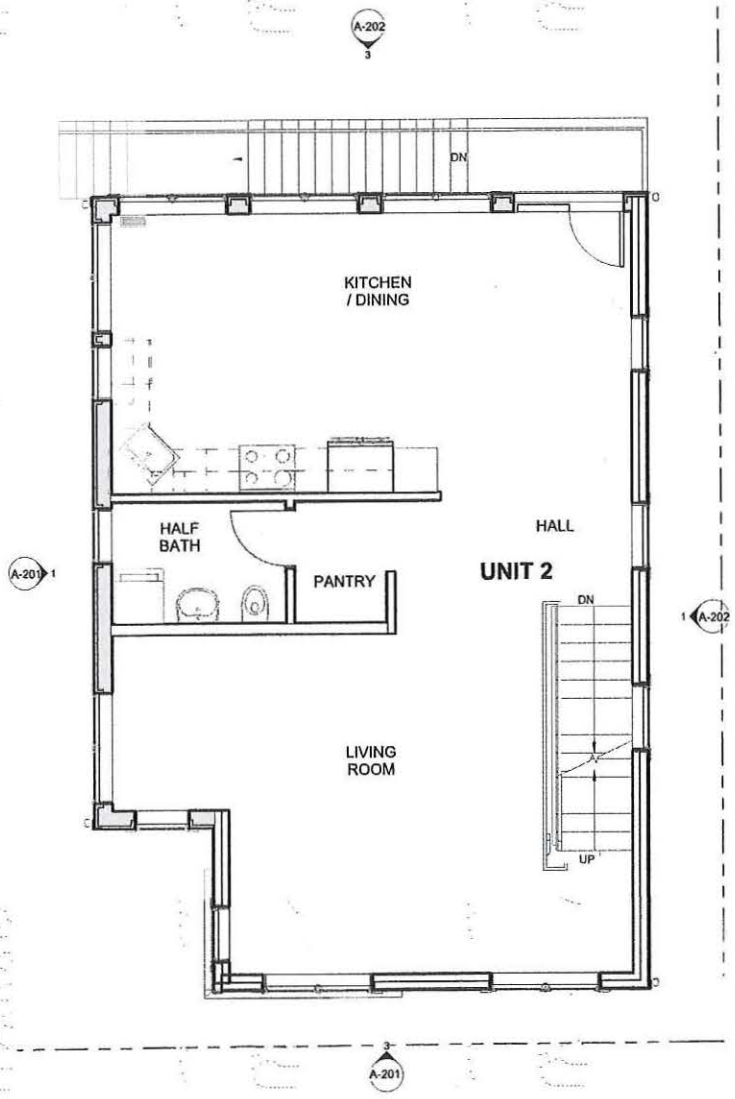 A-202
3
DN
KITCHEN
/ DINING
HALF
BATH
HALL
PANTRY
UNIT 2
A-201
1
DN
1
A-202
LIVING
ROOM
UP
3
A-201